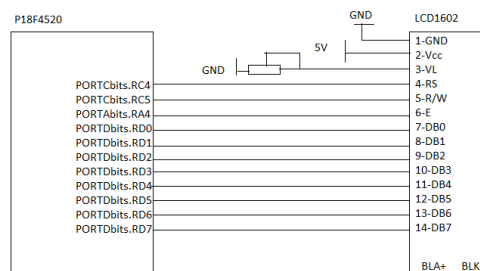 P18F4520
GND
LCD1602
1-GND
5V
2-Vcc
GND
3-VL
PORTCbits.RC4
4-RS
PORTCbits.RC5
5-R/W
PORTAbits.RA4
6-E
PORTDbits.RD0
7-DB0
PORTDbits.RD1
8-DB1
PORTDbits.RD2
9-DB2
PORTDbits.RD3
10-DB3
PORTDbits.RD4
11-DB4
PORTDbits.RD5
12-DB5
PORTDbits.RD6
13-DB6
PORTDbits.RD7
14-DB7
BLA+ BLK